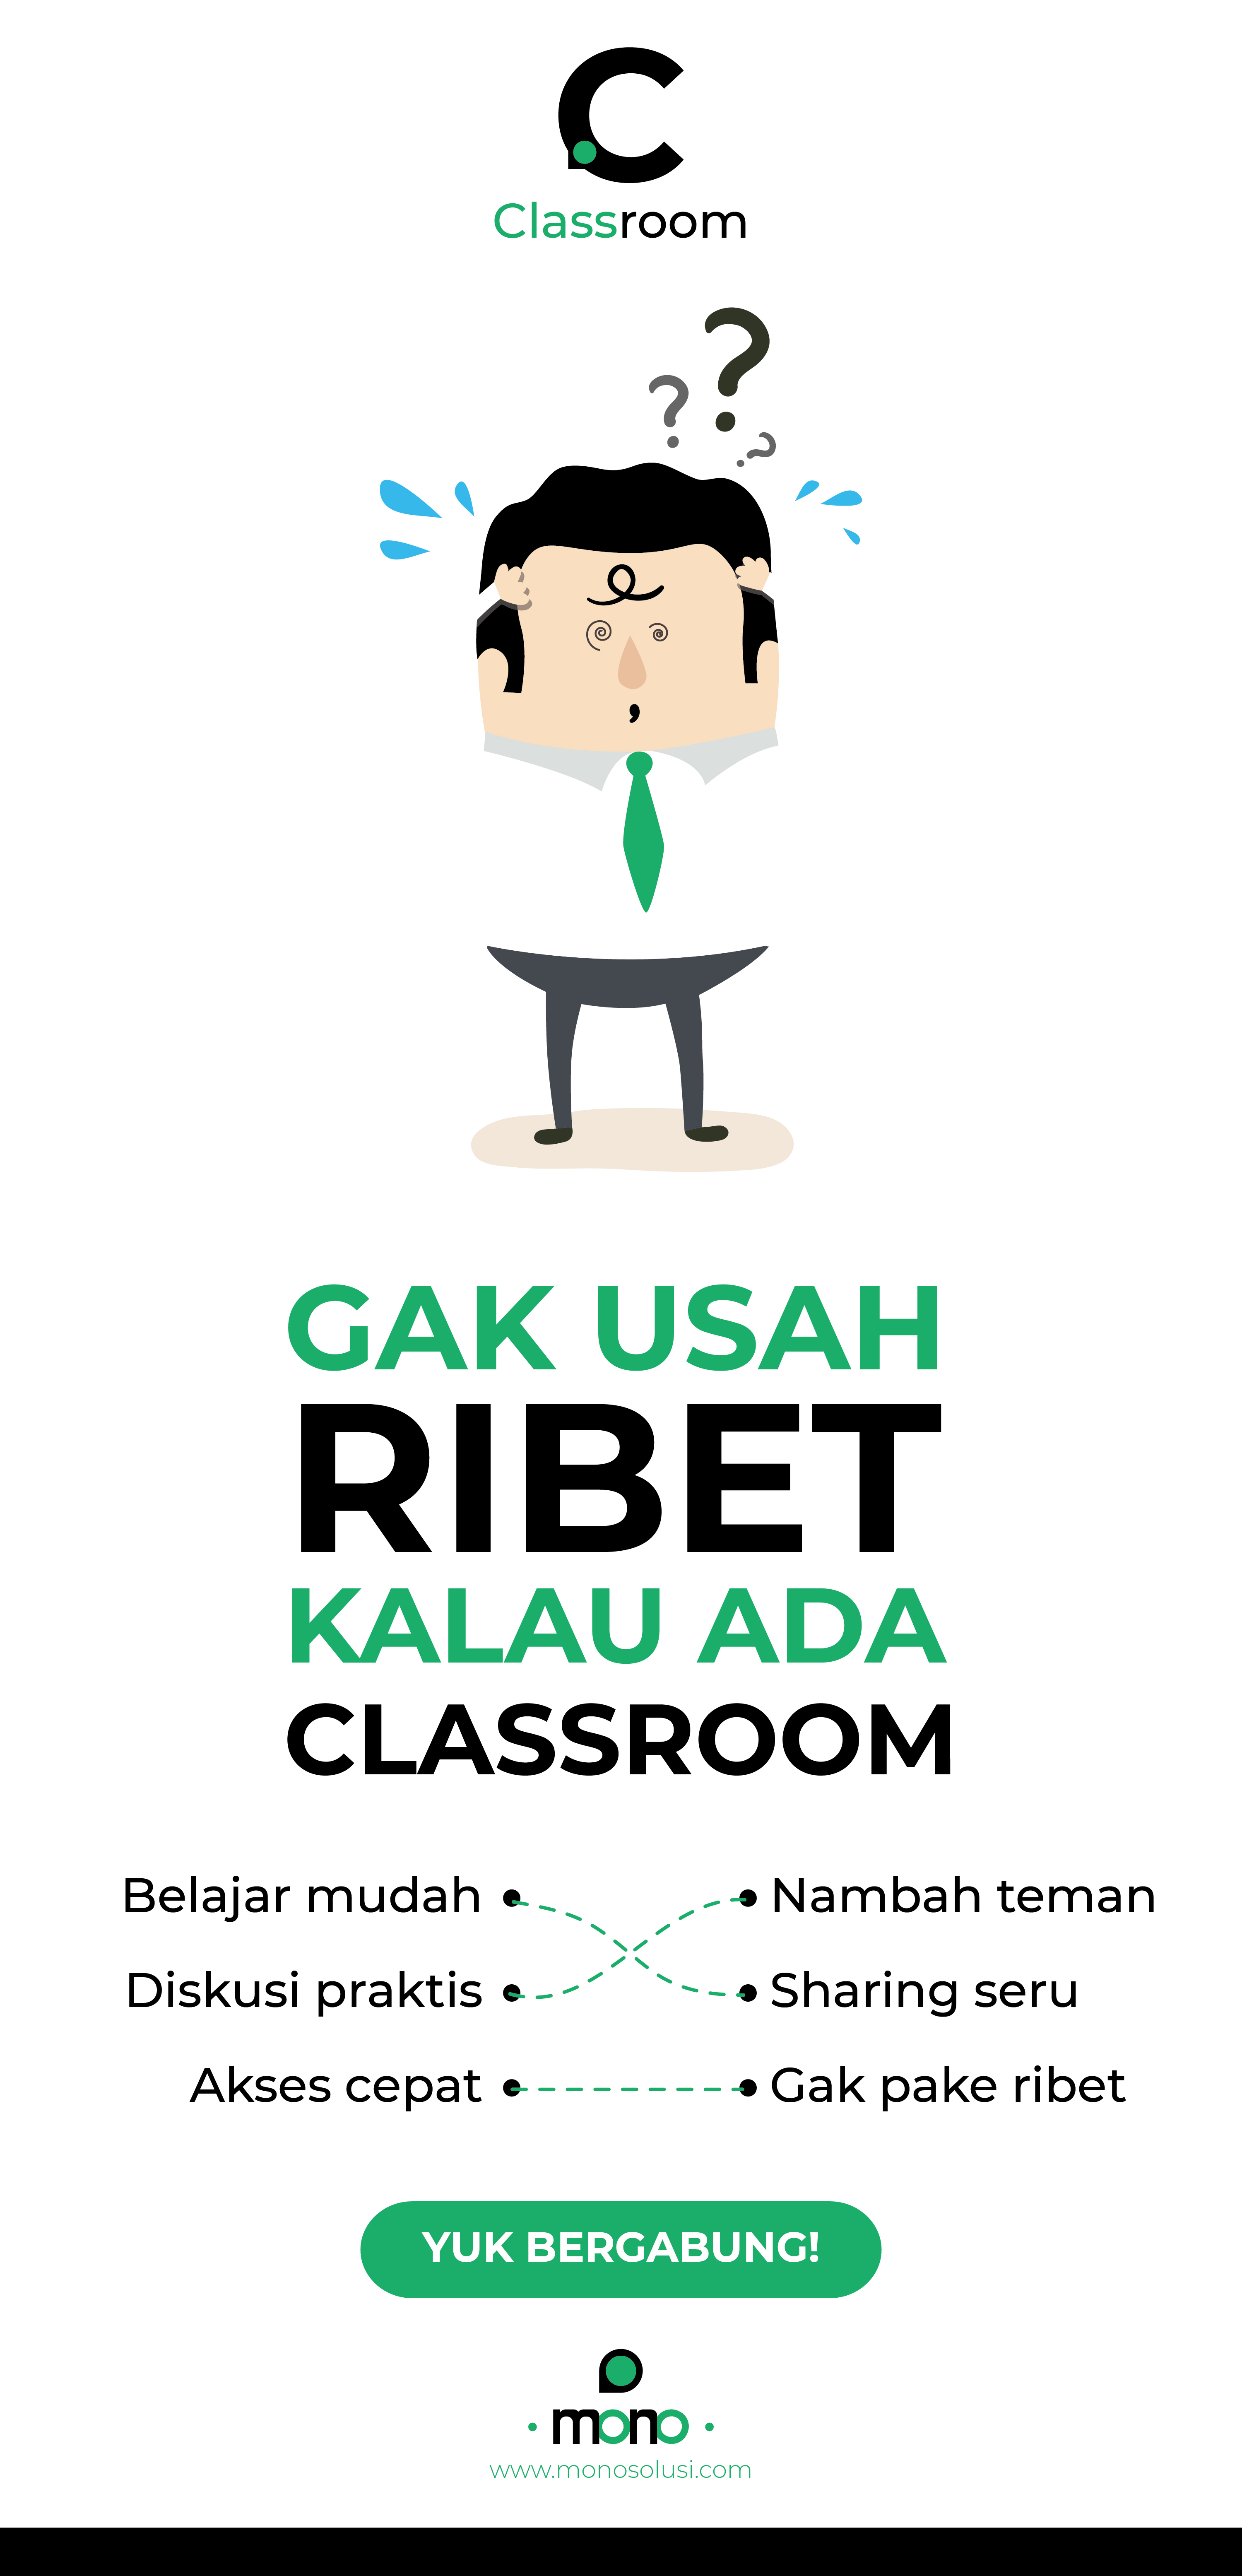 C
Classroom
? ? ?
GAK USAH
RIBET
KALAU ADA
CLASSROOM
Belajar mudah
Nambah teman
Diskusi praktis
Sharing seru
Akses cepat
Gak pake ribet
YUK BERGABUNG!
mono
www.monosolusi.com